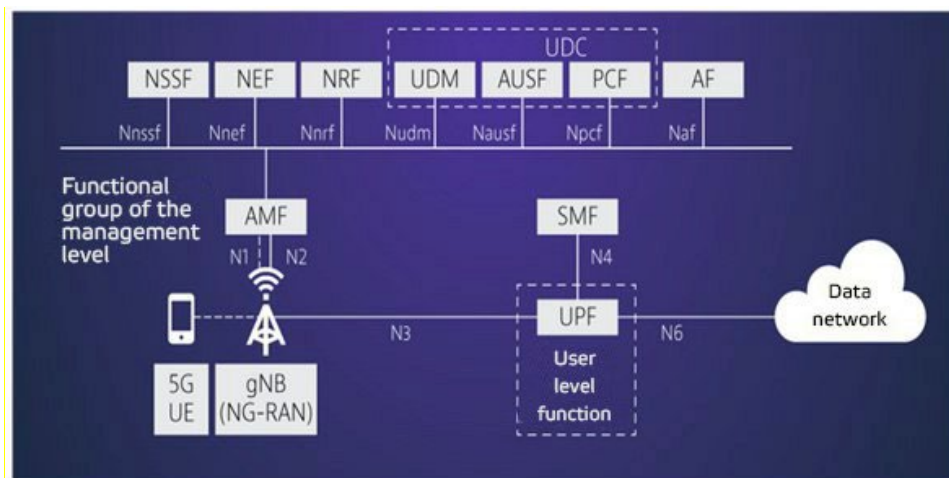 UDC
NSSF NEF NRF UDM AUSF PCF AF
Nnssf Nnef Nnrf Nudm Nausf Npcf Naf
Functional
group of the
management
level
AMF
SMF
N1 N2
N4
UPF
N3
N6
Data
network
User
level
function
5G
UE
gNB
(NG-RAN)